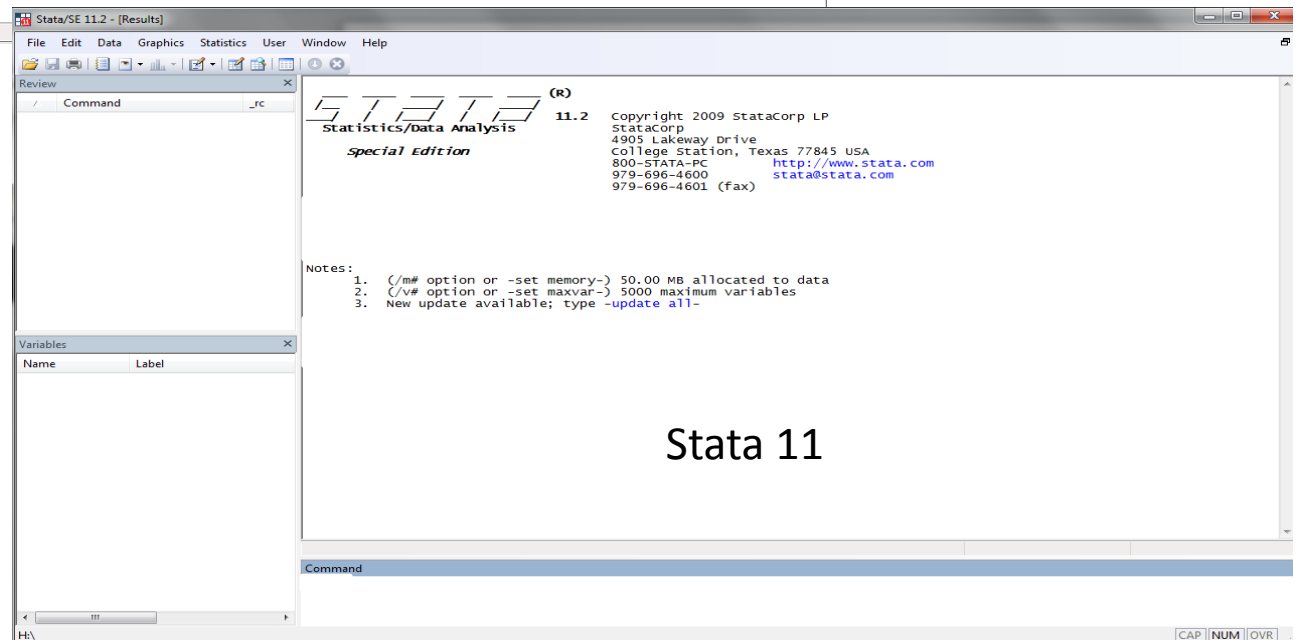 Stata/SE 11.2 - [Results]
File Edit Data Graphics Statistics User Window Help
Review
/ Command _rc
Variables
Name Label
STATA (R)
11.2 Copyright 2009 StataCorp LP
Statistics/Data Analysis StataCorp
4905 Lakeway Drive
Special Edition College Station, Texas 77845 USA
800-STATA-PC http://www.stata.com
979-696-4600 stata@stata.com
979-696-4601 (fax)
Notes:
1. (/m# option or -set memory-) 50.00 MB allocated to data
2. (/v# option or -set maxvar-) 5000 maximum variables
3. New update available; type -update all-
Stata 11
Command
H:\ CAP NUM OVR